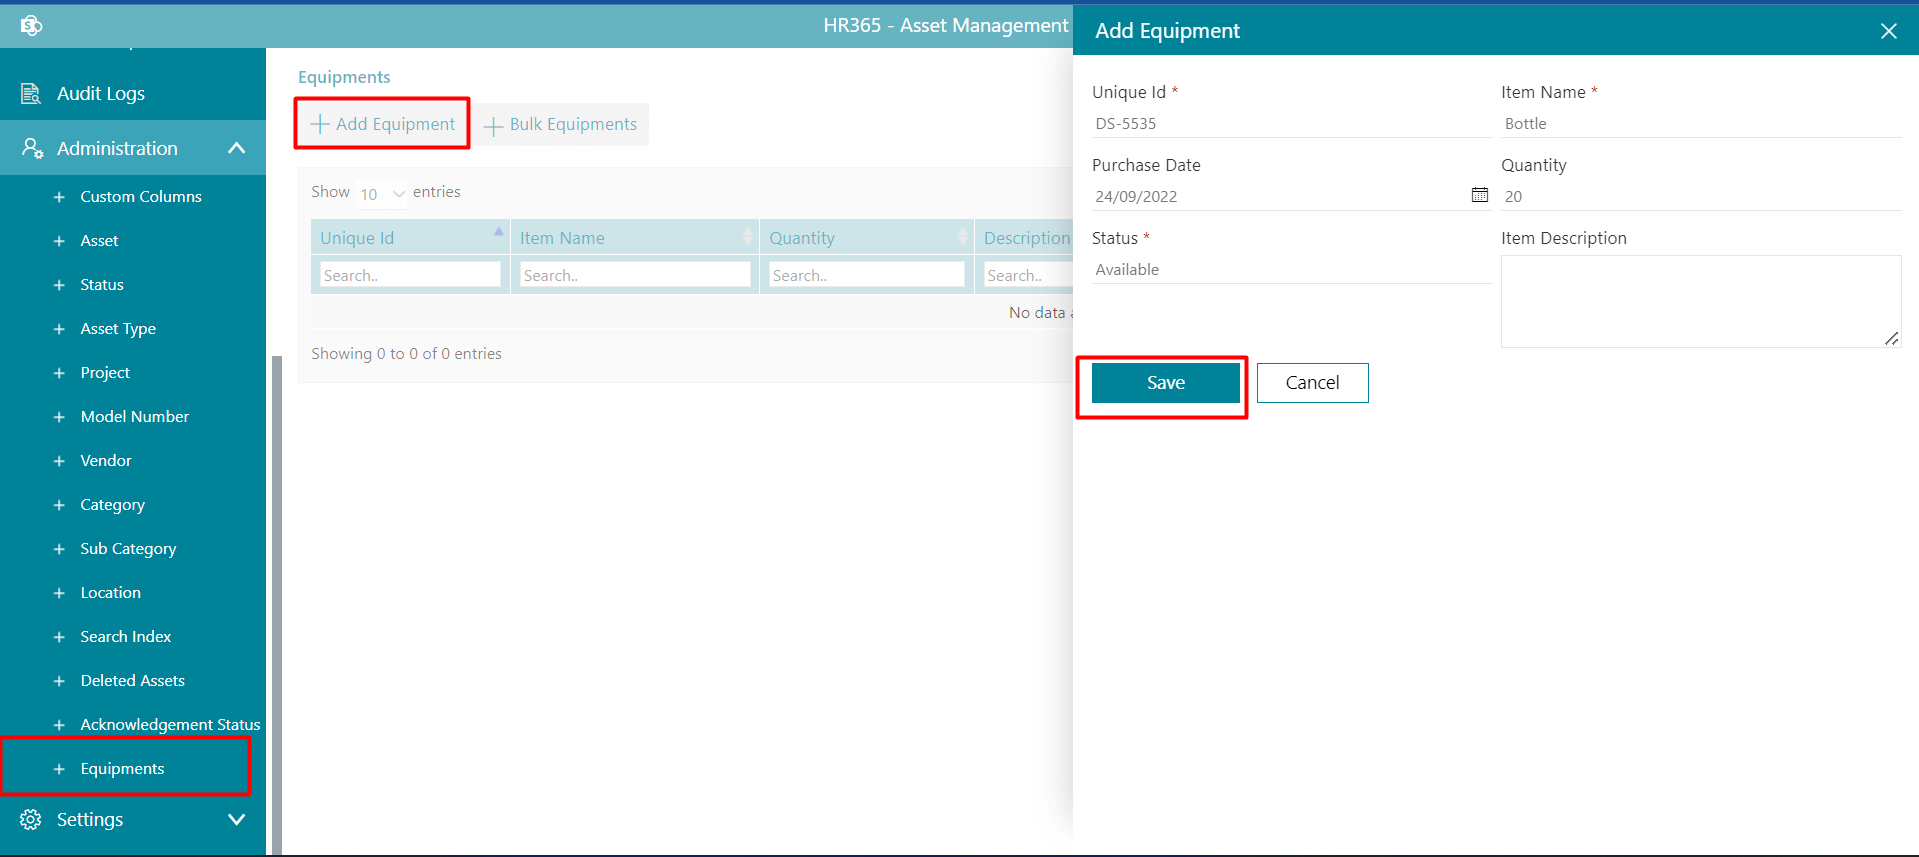 HR365 - Asset Management
Audit Logs
Administration
+ Custom Columns
+ Asset
+ Status
+ Asset Type
+ Project
+ Model Number
+ Vendor
+ Category
+ Sub Category
+ Location
+ Search Index
+ Deleted Assets
+ Acknowledgement Status
+ Equipments
Settings
Equipments
+ Add Equipment + Bulk Equipments
Show 10 entries
Unique Id Item Name Quantity Description
Search.. Search.. Search.. Search..
No data
Showing 0 to 0 of 0 entries
Add Equipment
Unique Id * Item Name *
DS-5535 Bottle
Purchase Date Quantity
24/09/2022 20
Status * Item Description
Available
Save Cancel